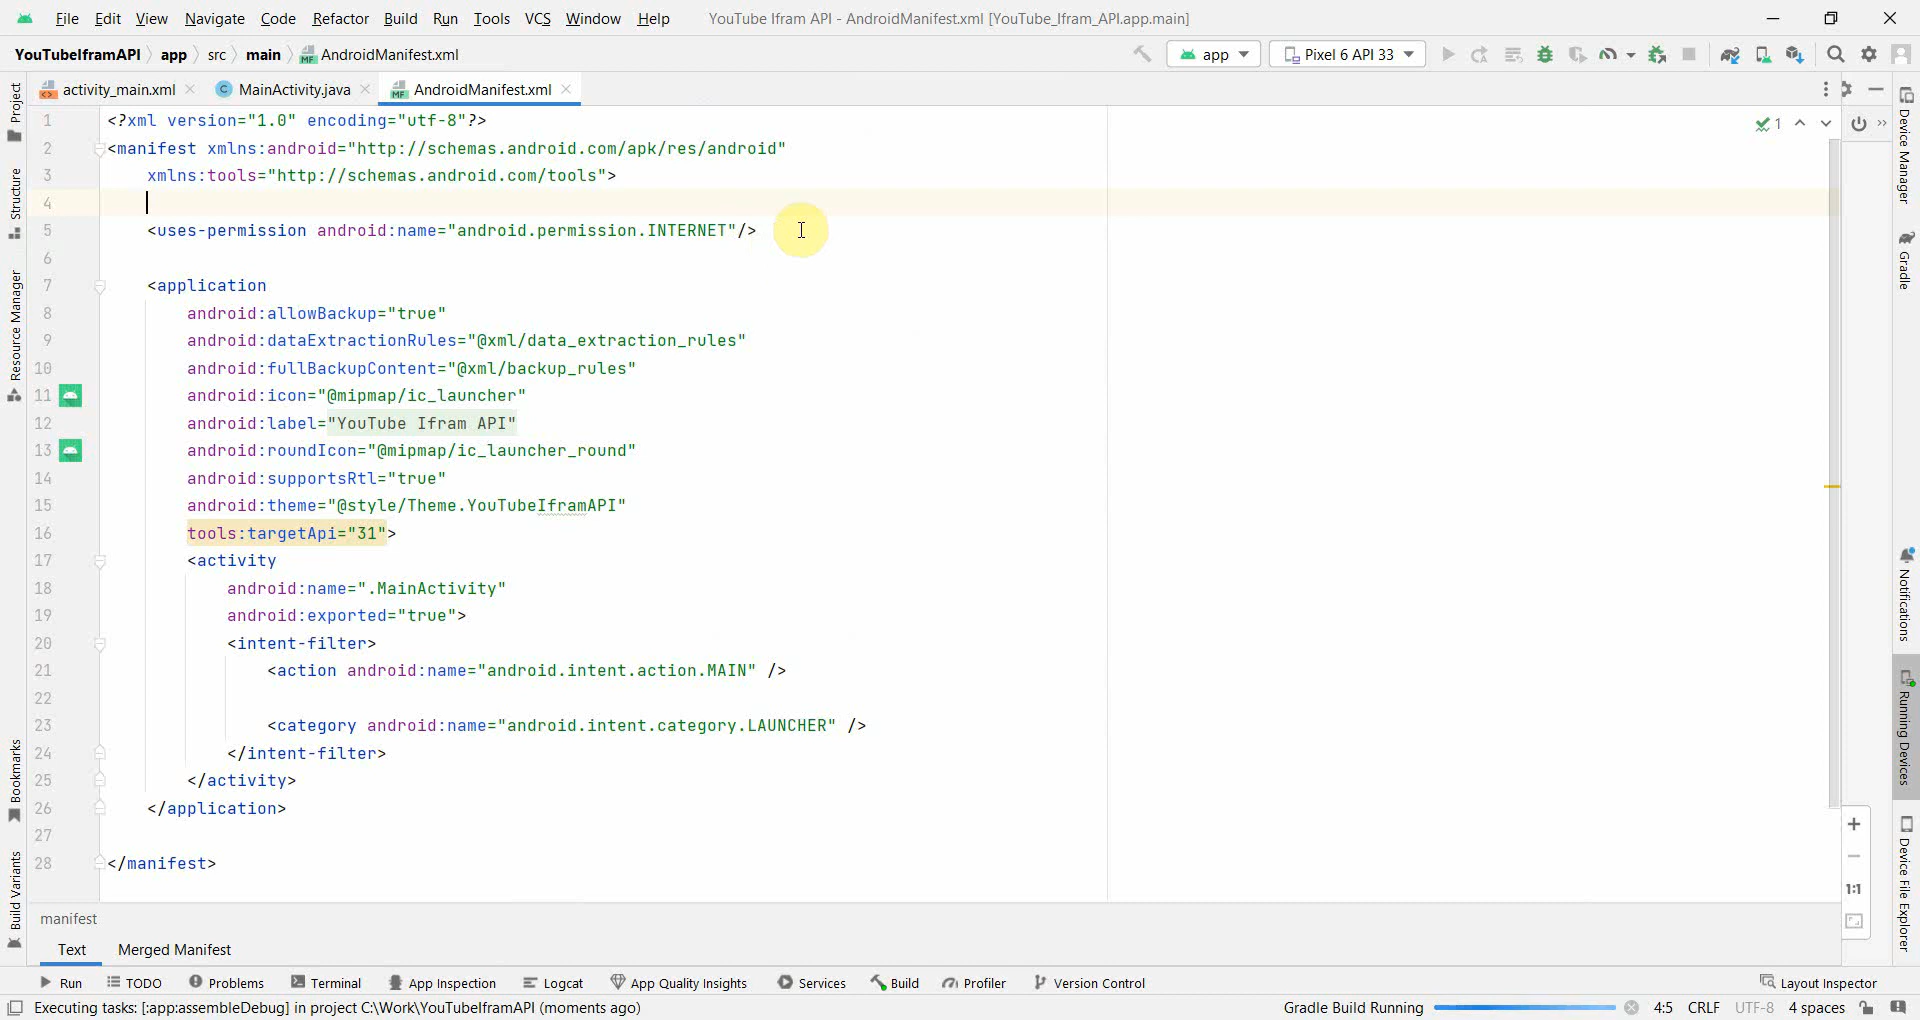 File Edit View Navigate Code Refactor Build Run Tools VCS Window Help YouTube Ifram API - AndroidManifest.xml [YouTube_Ifram_API.app.main]
YouTubeIframAPI app src main MF AndroidManifest.xml app Pixel 6 API 33
activity_main.xml C MainActivity.java MF AndroidManifest.xml
Project
Structure
Resource Manager
Bookmarks
Build Variants
1 <?xml version="1.0" encoding="utf-8"?>
2 <manifest xmlns:android="http://schemas.android.com/apk/res/android"
3 xmlns:tools="http://schemas.android.com/tools">
4
5 <uses-permission android:name="android.permission.INTERNET"/>
6
7 <application
8 android:allowBackup="true"
9 android:dataExtractionRules="@xml/data_extraction_rules"
10 android:fullBackupContent="@xml/backup_rules"
11 android:icon="@mipmap/ic_launcher"
12 android:label="YouTube Ifram API"
13 android:roundIcon="@mipmap/ic_launcher_round"
14 android:supportsRtl="true"
15 android:theme="@style/Theme.YouTubeIframAPI"
16 tools:targetApi="31">
17 <activity
18 android:name=".MainActivity"
19 android:exported="true">
20 <intent-filter>
21 <action android:name="android.intent.action.MAIN" />
22
23 <category android:name="android.intent.category.LAUNCHER" />
24 </intent-filter>
25 </activity>
26 </application>
27
28 </manifest>
1
1:1
Device Manager
Gradle
Notifications
Running Devices
Device File Explorer
manifest
Text Merged Manifest
Run TODO Problems Terminal App Inspection Logcat App Quality Insights Services Build Profiler Version Control Layout Inspector
Executing tasks: [:app:assembleDebug] in project C:\Work\YouTubeIframAPI (moments ago) Gradle Build Running 4:5 CRLF UTF-8 4 spaces